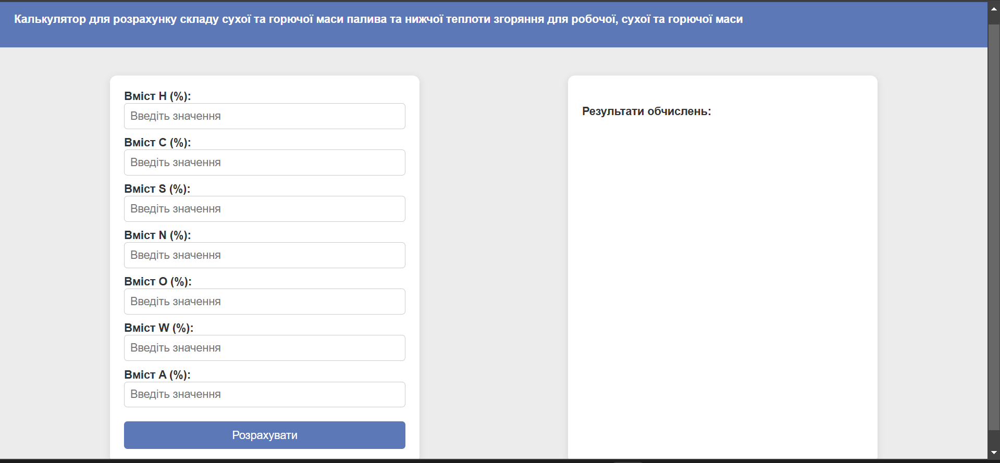 Калькулятор для розрахунку складу сухої та горючої маси палива та нижчої теплоти згоряння для робочої, сухої та горючої маси
Вміст H (%):
Введіть значення
Вміст C (%):
Введіть значення
Вміст S (%):
Введіть значення
Вміст N (%):
Введіть значення
Вміст O (%):
Введіть значення
Вміст W (%):
Введіть значення
Вміст A (%):
Введіть значення
Розрахувати
Результати обчислень: